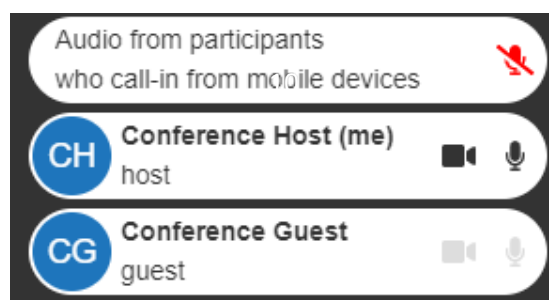 Audio from participants
who call-in from mobile devices
CH
Conference Host (me)
host
CG
Conference Guest
guest